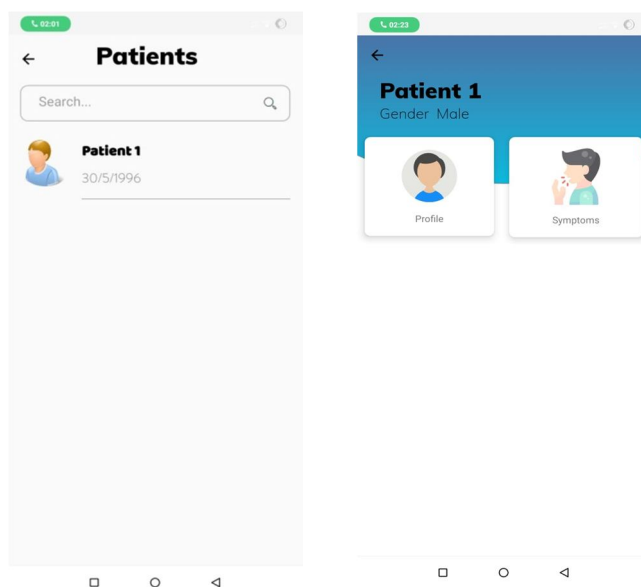 02:01
Patients
Search...
Patient 1
30/5/1996
02:23
Patient 1
Gender Male
Profile
Symptoms